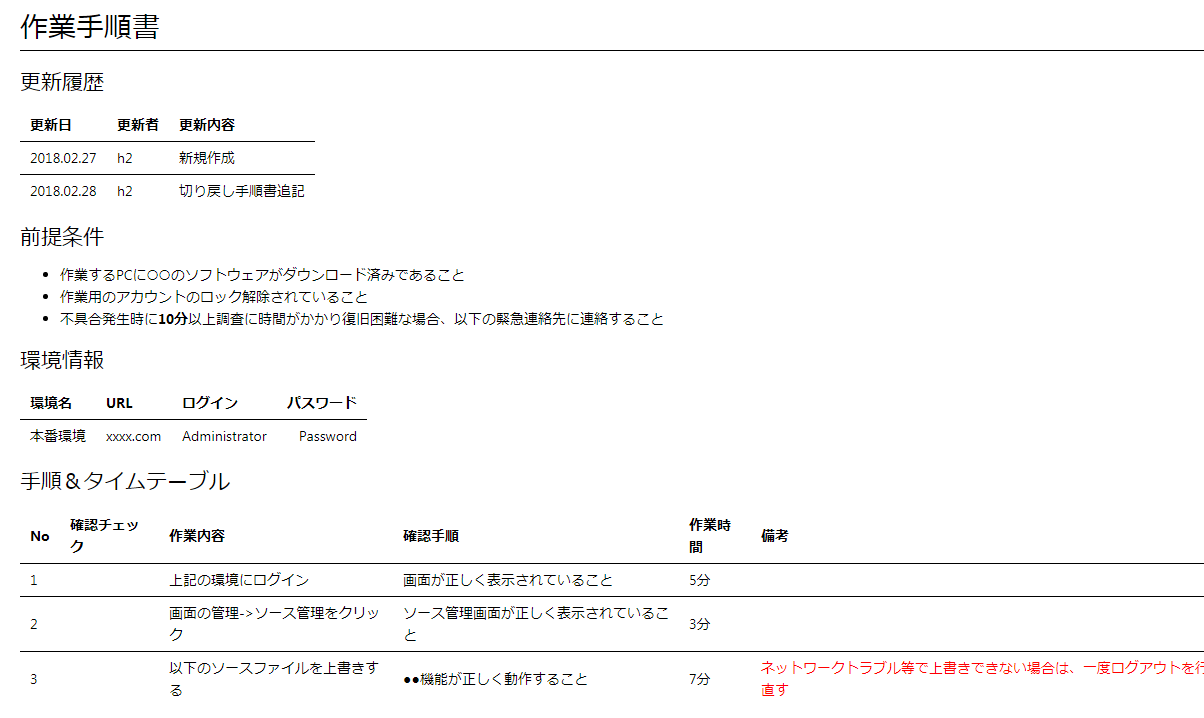 作業手順書
更新履歴
更新日 更新者 更新内容
2018.02.27 h2 新規作成
2018.02.28 h2 切り戻し手順書追記
前提条件
• 作業するPCに○○のソフトウェアがダウンロード済みであること
• 作業用のアカウントのロック解除されていること
• 不具合発生時に10分以上調査に時間がかかり復旧困難な場合、以下の緊急連絡先に連絡すること
環境情報
環境名 URL ログイン パスワード
本番環境 xxxx.com Administrator Password
手順＆タイムテーブル
No 確認チェッ
ク 作業内容 確認手順 作業時
間 備考
1 上記の環境にログイン 画面が正しく表示されていること 5分
2 画面の管理->ソース管理をクリッ
ク ソース管理画面が正しく表示されているこ
と 3分
3 以下のソースファイルを上書きす
る ●●機能が正しく動作すること 7分 ネットワークトラブル等で上書きできない場合は、一度ログアウトを行
直す